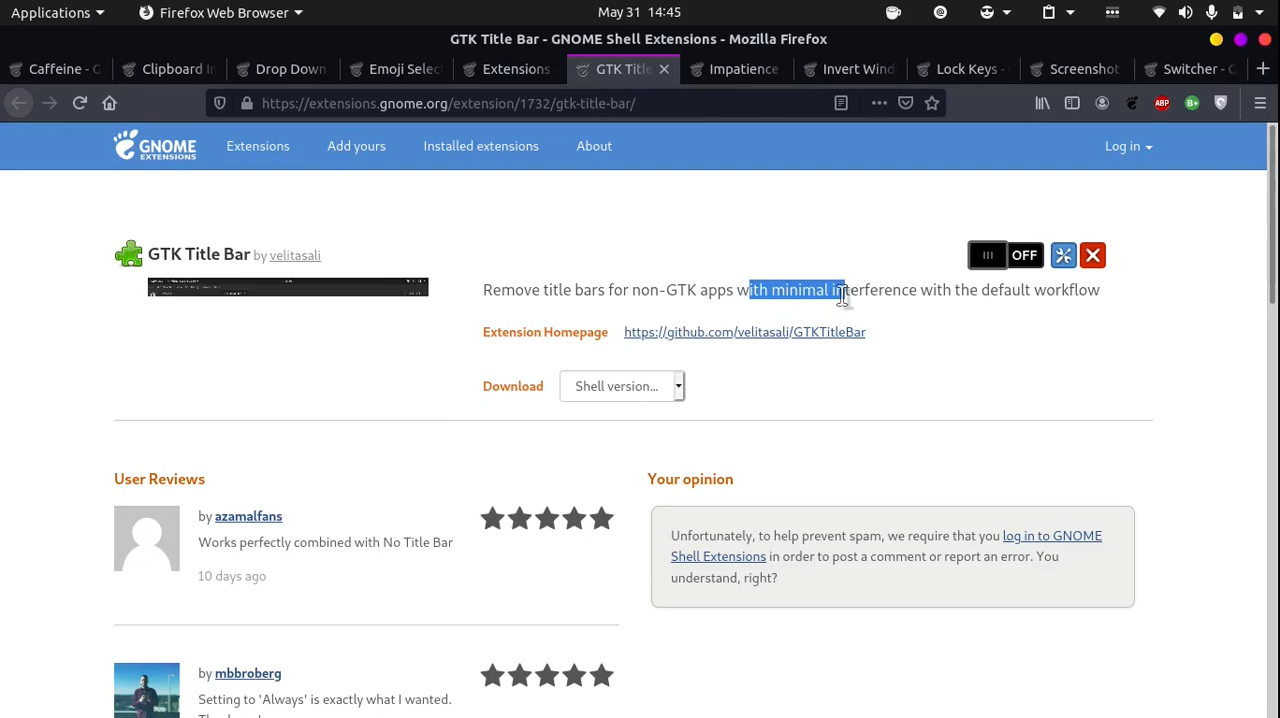 Applications Firefox Web Browser May 31 14:45
GTK Title Bar - GNOME Shell Extensions - Mozilla Firefox
Caffeine - G Clipboard In Drop Down Emoji Selec Extensions GTK Title Impatience Invert Wind Lock Keys - Screenshot Switcher - G
https://extensions.gnome.org/extension/1732/gtk-title-bar/ ABP
GNOME EXTENSIONS Extensions Add yours Installed extensions About Log in
GTK Title Bar by velitasali OFF
Remove title bars for non-GTK apps with minimal interference with the default workflow
Extension Homepage https://github.com/velitasali/GTKTitleBar
Download Shell version...
User Reviews
by azamalfans
Works perfectly combined with No Title Bar
10 days ago
by mbbroberg
Setting to 'Always' is exactly what I wanted.
Your opinion
Unfortunately, to help prevent spam, we require that you log in to GNOME
Shell Extensions in order to post a comment or report an error. You
understand, right?